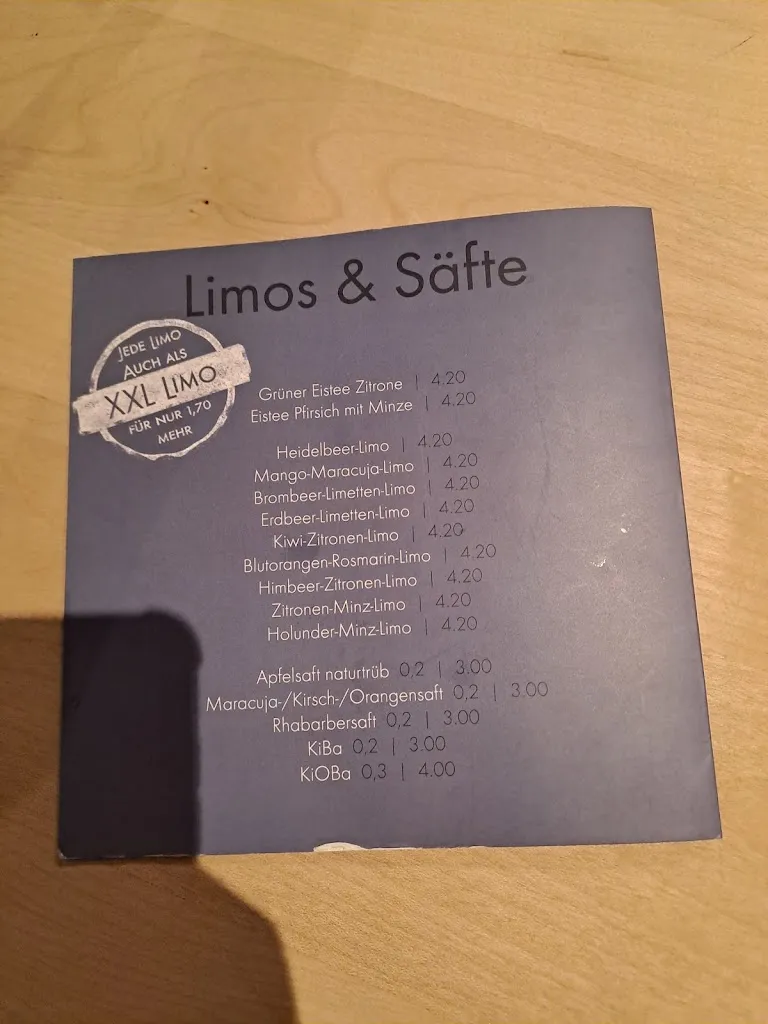 Limos & Säfte
JEDE LIMO
AUCH ALS
XXL LIMO
FÜR NUR 1,70
MEHR
Grüner Eistee Zitrone | 4.20
Eistee Pfirsich mit Minze | 4.20
Heidelbeer-Limo | 4.20
Mango-Maracuja-Limo | 4.20
Brombeer-Limetten-Limo | 4.20
Erdbeer-Limetten-Limo | 4.20
Kiwi-Zitronen-Limo | 4.20
Blutorangen-Rosmarin-Limo | 4.20
Himbeer-Zitronen-Limo | 4.20
Zitronen-Minz-Limo | 4.20
Holunder-Minz-Limo | 4.20
Apfelsaft naturtrüb 0,2 | 3.00
Maracuja-/Kirsch-/Orangensaft 0,2 | 3.00
Rhabarbersaft 0,2 | 3.00
KiBa 0,2 | 3.00
KiOBa 0,3 | 4.00